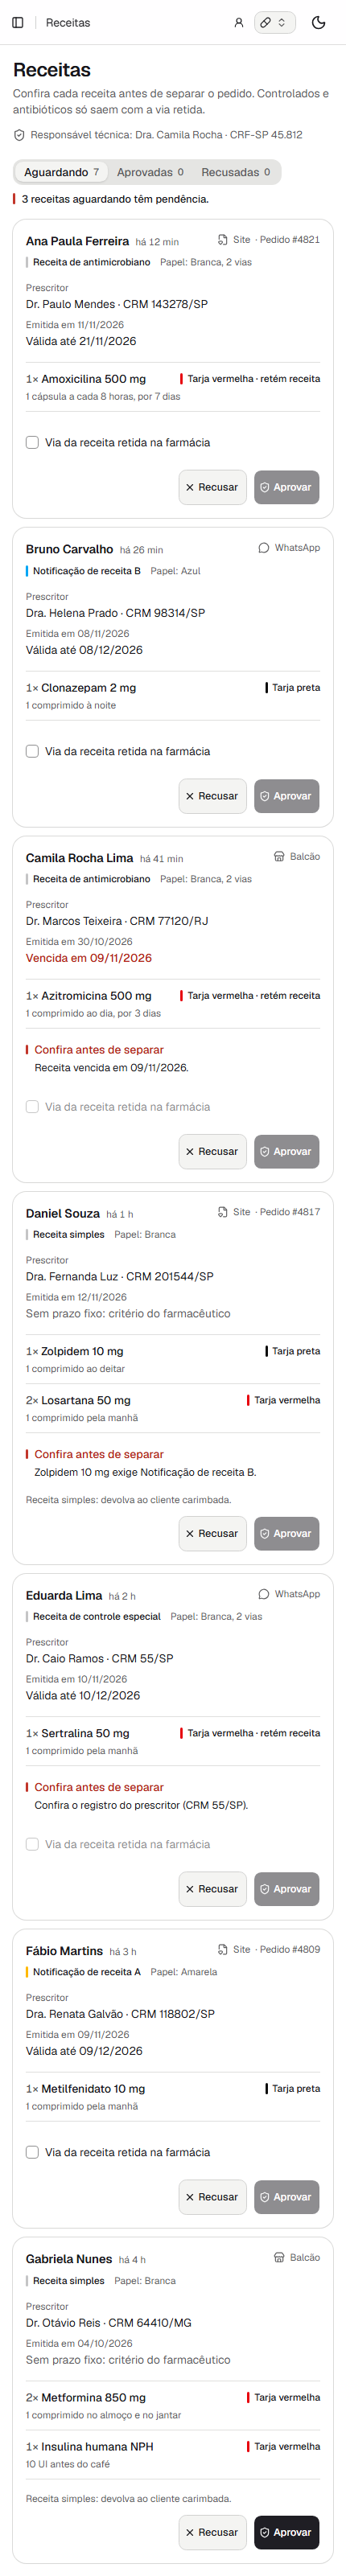 Receitas
Receitas
Confira cada receita antes de separar o pedido. Controlados e
antibióticos só saem com a via retida.
Responsável técnica: Dra. Camila Rocha · CRF-SP 45.812
Aguardando 7 Aprovadas 0 Recusadas 0
3 receitas aguardando têm pendência.
Ana Paula Ferreira há 12 min Site · Pedido #4821
Receita de antimicrobiano Papel: Branca, 2 vias
Prescritor
Dr. Paulo Mendes · CRM 143278/SP
Emitida em 11/11/2026
Válida até 21/11/2026
1× Amoxicilina 500 mg Tarja vermelha · retém receita
1 cápsula a cada 8 horas, por 7 dias
Via da receita retida na farmácia
Recusar Aprovar
Bruno Carvalho há 26 min WhatsApp
Notificação de receita B Papel: Azul
Prescritor
Dra. Helena Prado · CRM 98314/SP
Emitida em 08/11/2026
Válida até 08/12/2026
1× Clonazepam 2 mg Tarja preta
1 comprimido à noite
Via da receita retida na farmácia
Recusar Aprovar
Camila Rocha Lima há 41 min Balcão
Receita de antimicrobiano Papel: Branca, 2 vias
Prescritor
Dr. Marcos Teixeira · CRM 77120/RJ
Emitida em 30/10/2026
Vencida em 09/11/2026
1× Azitromicina 500 mg Tarja vermelha · retém receita
1 comprimido ao dia, por 3 dias
Confira antes de separar
Receita vencida em 09/11/2026.
Via da receita retida na farmácia
Recusar Aprovar
Daniel Souza há 1 h Site · Pedido #4817
Receita simples Papel: Branca
Prescritor
Dra. Fernanda Luz · CRM 201544/SP
Emitida em 12/11/2026
Sem prazo fixo: critério do farmacêutico
1× Zolpidem 10 mg Tarja preta
1 comprimido ao deitar
2× Losartana 50 mg Tarja vermelha
1 comprimido pela manhã
Confira antes de separar
Zolpidem 10 mg exige Notificação de receita B.
Receita simples: devolva ao cliente carimbada.
Recusar Aprovar
Eduarda Lima há 2 h WhatsApp
Receita de controle especial Papel: Branca, 2 vias
Prescritor
Dr. Caio Ramos · CRM 55/SP
Emitida em 10/11/2026
Válida até 10/12/2026
1× Sertralina 50 mg Tarja vermelha · retém receita
1 comprimido pela manhã
Confira antes de separar
Confira o registro do prescritor (CRM 55/SP).
Via da receita retida na farmácia
Recusar Aprovar
Fábio Martins há 3 h Site · Pedido #4809
Notificação de receita A Papel: Amarela
Prescritor
Dra. Renata Galvão · CRM 118802/SP
Emitida em 09/11/2026
Válida até 09/12/2026
1× Metilfenidato 10 mg Tarja preta
1 comprimido pela manhã
Via da receita retida na farmácia
Recusar Aprovar
Gabriela Nunes há 4 h Balcão
Receita simples Papel: Branca
Prescritor
Dr. Otávio Reis · CRM 64410/MG
Emitida em 04/10/2026
Sem prazo fixo: critério do farmacêutico
2× Metformina 850 mg Tarja vermelha
1 comprimido no almoço e no jantar
1× Insulina humana NPH Tarja vermelha
10 UI antes do café
Receita simples: devolva ao cliente carimbada.
Recusar Aprovar